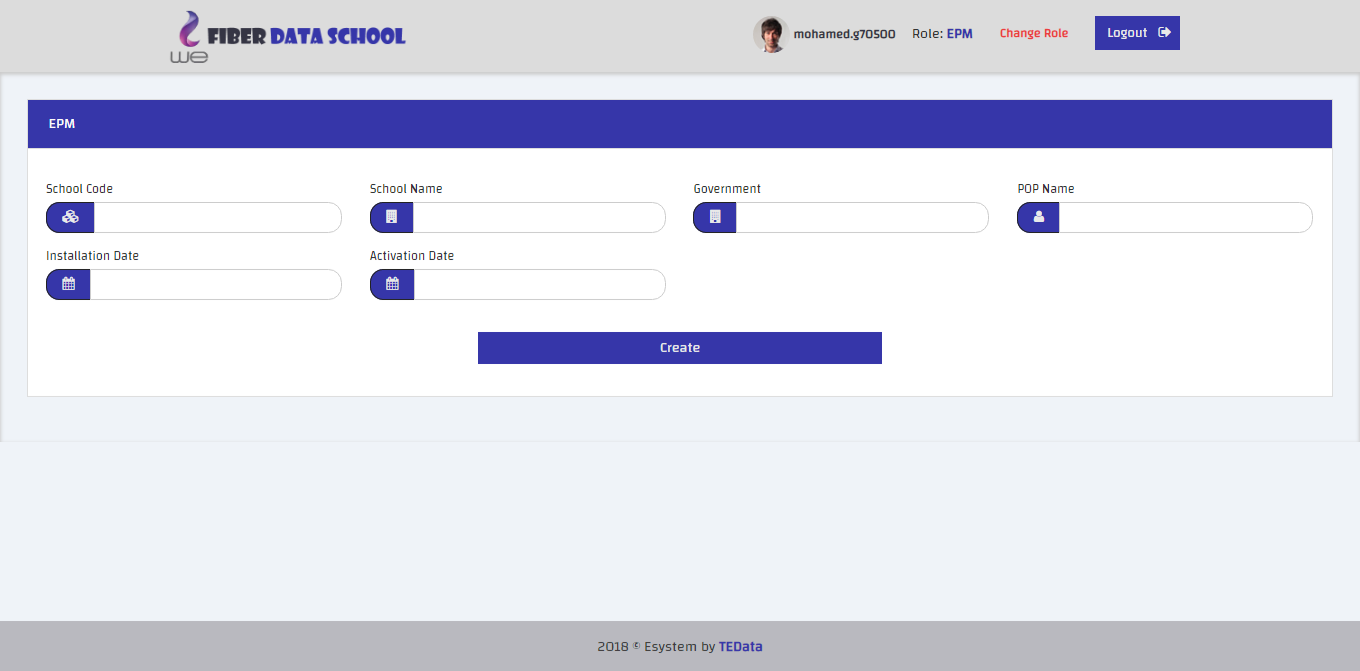 we FIBER DATA SCHOOL
mohamed.g70500 Role: EPM Change Role Logout
EPM
School Code School Name Government POP Name
Installation Date Activation Date
Create
2018 © Esystem by TEData